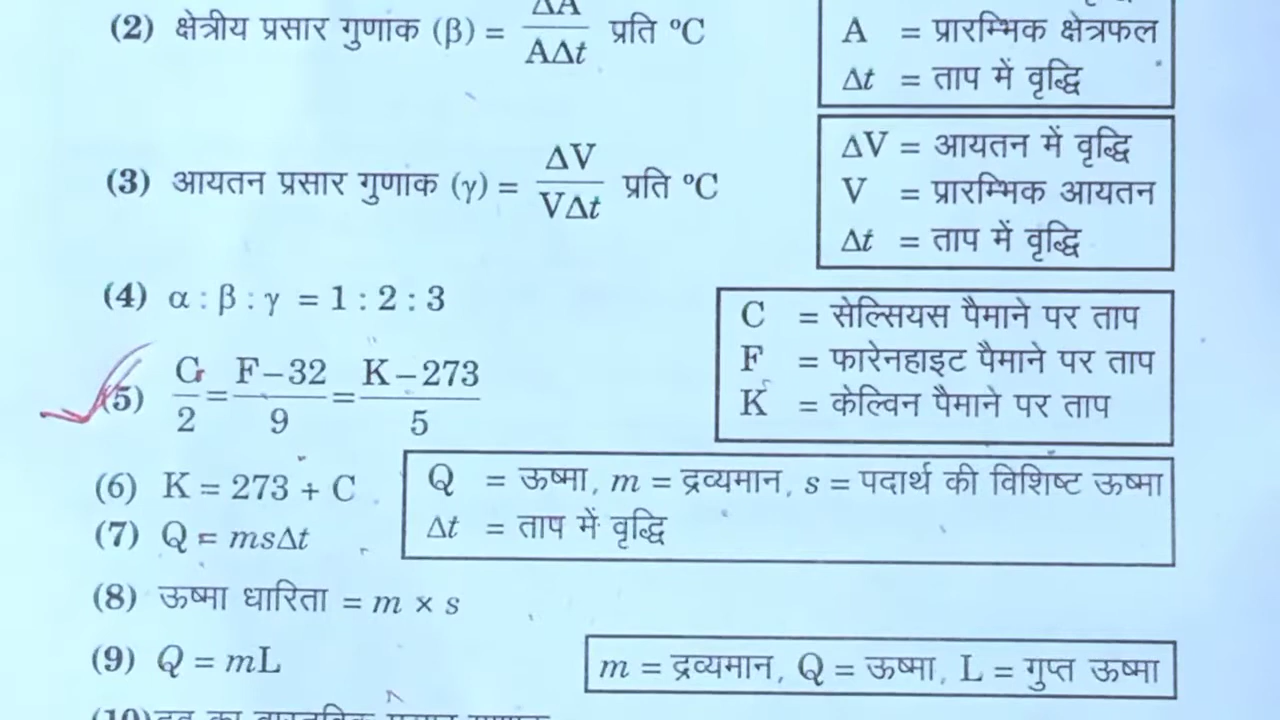 (2) क्षेत्रीय प्रसार गुणांक (β) = ΔA / AΔt प्रति °C
A = प्रारम्भिक क्षेत्रफल
Δt = ताप में वृद्धि
(3) आयतन प्रसार गुणांक (γ) = ΔV / VΔt प्रति °C
ΔV = आयतन में वृद्धि
V = प्रारम्भिक आयतन
Δt = ताप में वृद्धि
(4) α : β : γ = 1 : 2 : 3
(5) C/2 = F−32/9 = K−273/5
C = सेल्सियस पैमाने पर ताप
F = फारेनहाइट पैमाने पर ताप
K = केल्विन पैमाने पर ताप
(6) K = 273 + C
(7) Q = msΔt
Q = ऊष्मा, m = द्रव्यमान, s = पदार्थ की विशिष्ट ऊष्मा
Δt = ताप में वृद्धि
(8) ऊष्मा धारिता = m × s
(9) Q = mL
m = द्रव्यमान, Q = ऊष्मा, L = गुप्त ऊष्मा